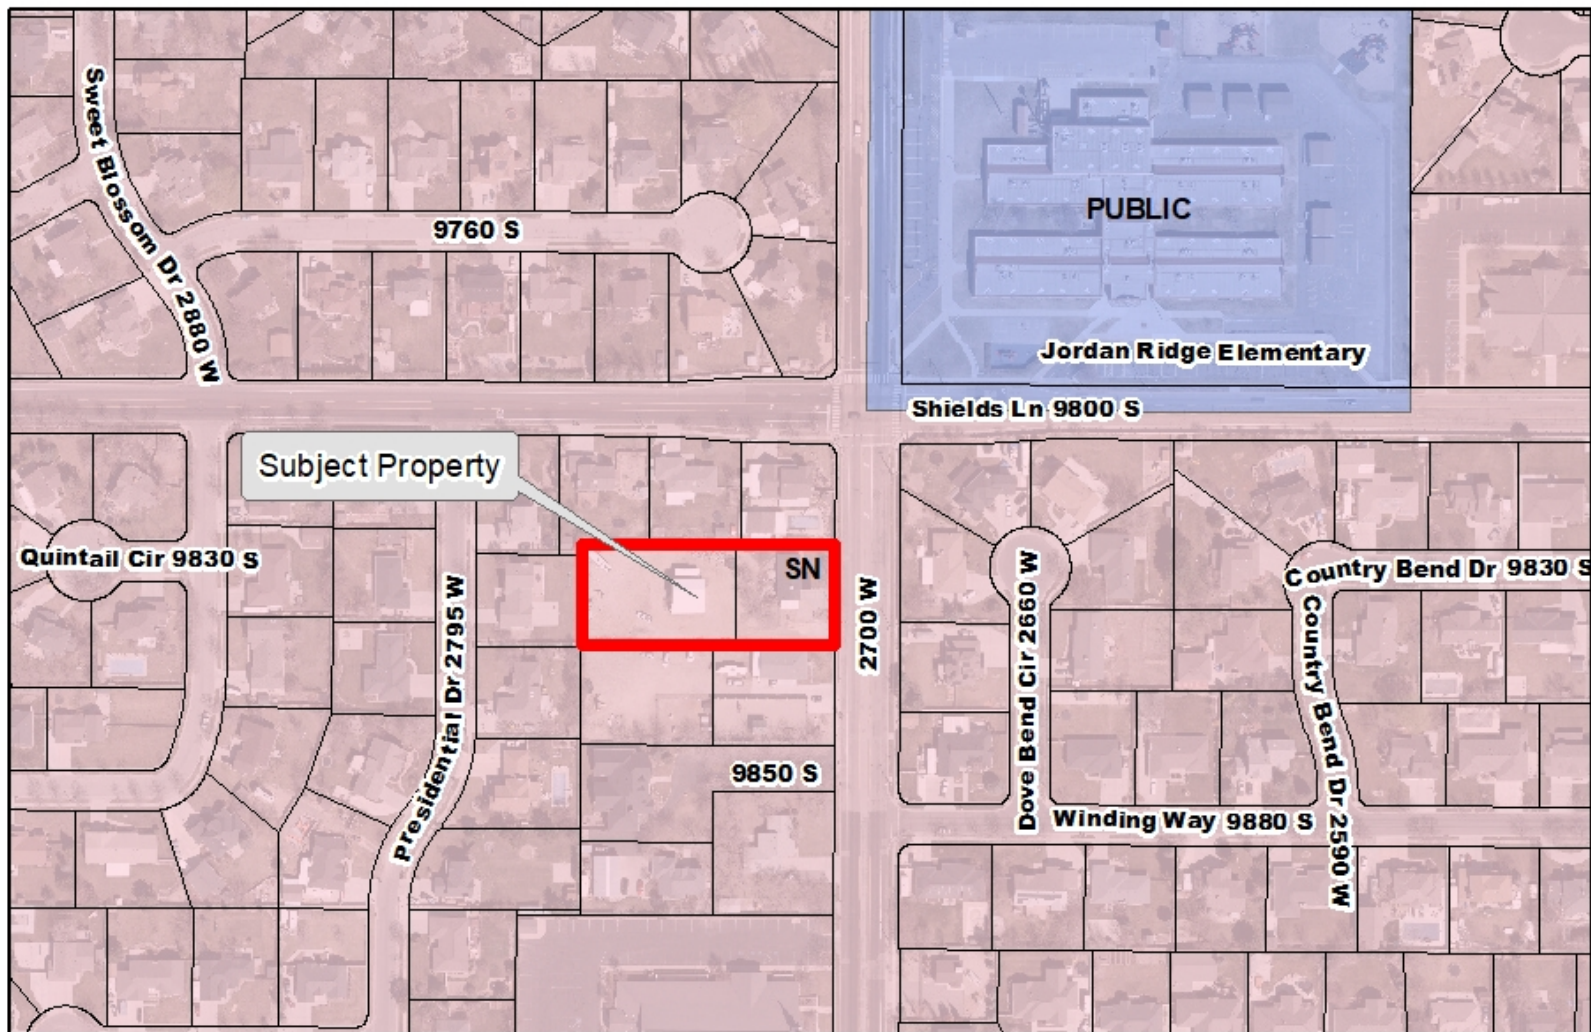 Sweet Blossom Dr 2880 W
9760 S
PUBLIC
Jordan Ridge Elementary
Shields Ln 9800 S
Subject Property
Quintail Cir 9830 S
SN
Presidential Dr 2795 W
2700 W
Dove Bend Cir 2660 W
Country Bend Dr 9830 S
Country Bend Dr 2590 W
9850 S
Winding Way 9880 S